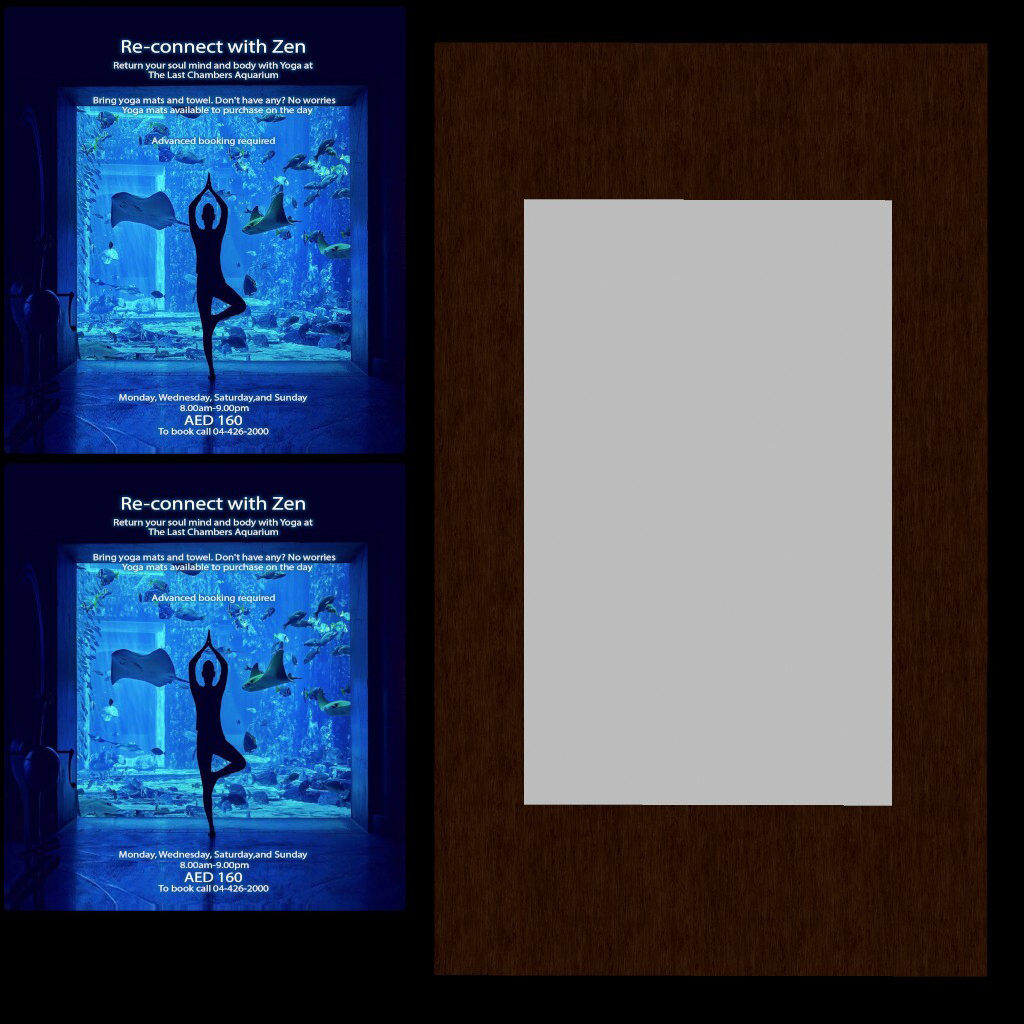 Re-connect with Zen
Return your soul mind and body with Yoga at
The Last Chambers Aquarium
Bring yoga mats and towel. Don't have any? No worries
Yoga mats available to purchase on the day
Advanced booking required
Monday, Wednesday, Saturday,and Sunday
8.00am-9.00pm
AED 160
To book call 04-426-2000
Re-connect with Zen
Return your soul mind and body with Yoga at
The Last Chambers Aquarium
Bring yoga mats and towel. Don't have any? No worries
Yoga mats available to purchase on the day
Advanced booking required
Monday, Wednesday, Saturday,and Sunday
8.00am-9.00pm
AED 160
To book call 04-426-2000